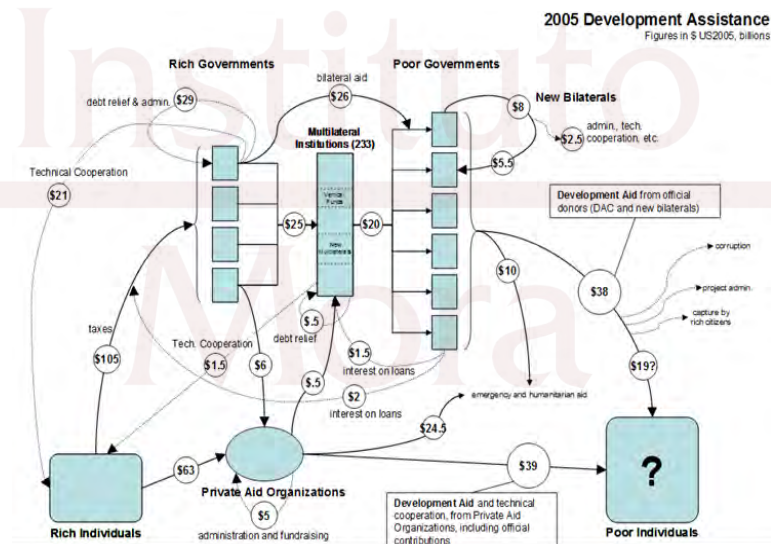 2005 Development Assistance
Figures in $ US2005, billions
Rich Governments
Poor Governments
bilateral aid
$26
$29
debt relief & admin.
$8
New Bilaterals
$2.5
admin., tech.
cooperation, etc.
Multilateral
Institutions (233)
$5.5
Technical Cooperation
$21
Vertical
Funds
Development Aid from official
donors (DAC and new bilaterals)
$25
$20
New
Multilaterals
corruption
$10
$38
project admin.
capture by
rich citizens
taxes
$105
$.5
debt relief
Tech. Cooperation
$1.5
$6
$1.5
interest on loans
$.5
$2
interest on loans
$19?
emergency and humanitarian aid
$24.5
$63
$39
?
Private Aid Organizations
$5
administration and fundraising
Rich Individuals
Development Aid and technical
cooperation, from Private Aid
Organizations, including official
contributions
Poor Individuals
Instituto
Mora